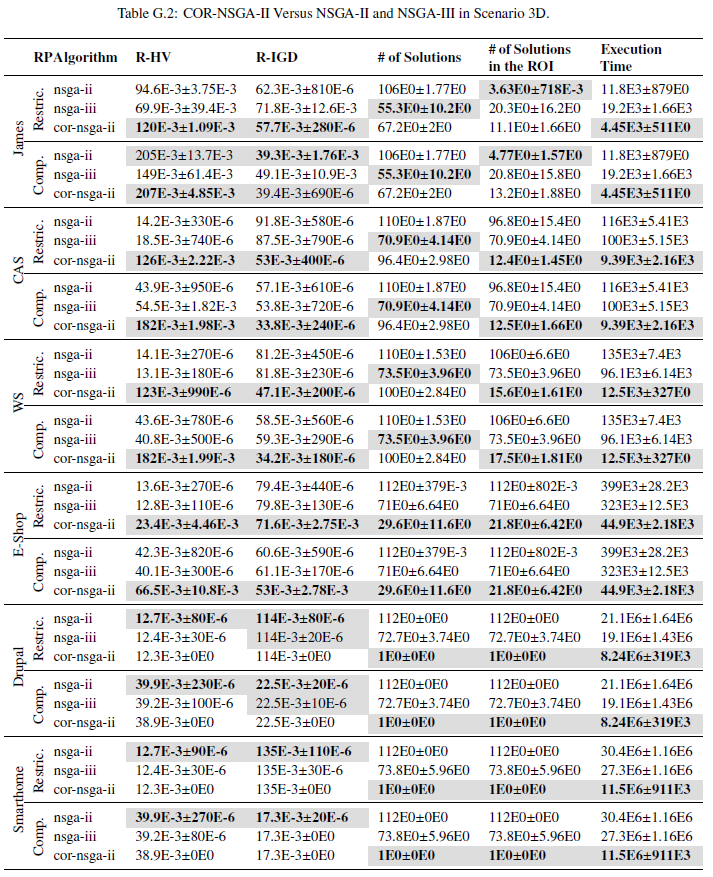 Table G.2: COR-NSGA-II Versus NSGA-II and NSGA-III in Scenario 3D.
RP Algorithm R-HV R-IGD # of Solutions # of Solutions in the ROI Execution Time
James
Restric.
nsga-ii 94.6E-3±3.75E-3 62.3E-3±810E-6 106E0±1.77E0 3.63E0±718E-3 11.8E3±879E0
nsga-iii 69.9E-3±39.4E-3 71.8E-3±12.6E-3 55.3E0±10.2E0 20.3E0±16.2E0 19.2E3±1.66E3
cor-nsga-ii 120E-3±1.09E-3 57.7E-3±280E-6 67.2E0±2E0 11.1E0±1.66E0 4.45E3±511E0
Comp.
nsga-ii 205E-3±13.7E-3 39.3E-3±1.76E-3 106E0±1.77E0 4.77E0±1.57E0 11.8E3±879E0
nsga-iii 149E-3±61.4E-3 49.1E-3±10.9E-3 55.3E0±10.2E0 20.8E0±15.8E0 19.2E3±1.66E3
cor-nsga-ii 207E-3±4.85E-3 39.4E-3±690E-6 67.2E0±2E0 13.2E0±1.88E0 4.45E3±511E0
CAS
Restric.
nsga-ii 14.2E-3±330E-6 91.8E-3±580E-6 110E0±1.87E0 96.8E0±15.4E0 116E3±5.41E3
nsga-iii 18.5E-3±740E-6 87.5E-3±790E-6 70.9E0±4.14E0 70.9E0±4.14E0 100E3±5.15E3
cor-nsga-ii 126E-3±2.22E-3 53E-3±400E-6 96.4E0±2.98E0 12.4E0±1.45E0 9.39E3±2.16E3
Comp.
nsga-ii 43.9E-3±950E-6 57.1E-3±610E-6 110E0±1.87E0 96.8E0±15.4E0 116E3±5.41E3
nsga-iii 54.5E-3±1.82E-3 53.8E-3±720E-6 70.9E0±4.14E0 70.9E0±4.14E0 100E3±5.15E3
cor-nsga-ii 182E-3±1.98E-3 33.8E-3±240E-6 96.4E0±2.98E0 12.5E0±1.66E0 9.39E3±2.16E3
WS
Restric.
nsga-ii 14.1E-3±270E-6 81.2E-3±450E-6 110E0±1.53E0 106E0±6.6E0 135E3±7.4E3
nsga-iii 13.1E-3±180E-6 81.8E-3±230E-6 73.5E0±3.96E0 73.5E0±3.96E0 96.1E3±6.14E3
cor-nsga-ii 123E-3±990E-6 47.1E-3±200E-6 100E0±2.84E0 15.6E0±1.61E0 12.5E3±327E0
Comp.
nsga-ii 43.6E-3±780E-6 58.5E-3±560E-6 110E0±1.53E0 106E0±6.6E0 135E3±7.4E3
nsga-iii 40.8E-3±500E-6 59.3E-3±290E-6 73.5E0±3.96E0 73.5E0±3.96E0 96.1E3±6.14E3
cor-nsga-ii 182E-3±1.99E-3 34.2E-3±180E-6 100E0±2.84E0 17.5E0±1.81E0 12.5E3±327E0
E-Shop
Restric.
nsga-ii 13.6E-3±270E-6 79.4E-3±440E-6 112E0±379E-3 112E0±802E-3 399E3±28.2E3
nsga-iii 12.8E-3±110E-6 79.8E-3±130E-6 71E0±6.64E0 71E0±6.64E0 323E3±12.5E3
cor-nsga-ii 23.4E-3±4.46E-3 71.6E-3±2.75E-3 29.6E0±11.6E0 21.8E0±6.42E0 44.9E3±2.18E3
Comp.
nsga-ii 42.3E-3±820E-6 60.6E-3±590E-6 112E0±379E-3 112E0±802E-3 399E3±28.2E3
nsga-iii 40.1E-3±300E-6 61.1E-3±170E-6 71E0±6.64E0 71E0±6.64E0 323E3±12.5E3
cor-nsga-ii 66.5E-3±10.8E-3 53E-3±2.78E-3 29.6E0±11.6E0 21.8E0±6.42E0 44.9E3±2.18E3
Drupal
Restric.
nsga-ii 12.7E-3±80E-6 114E-3±80E-6 112E0±0E0 112E0±0E0 21.1E6±1.64E6
nsga-iii 12.4E-3±30E-6 114E-3±20E-6 72.7E0±3.74E0 72.7E0±3.74E0 19.1E6±1.43E6
cor-nsga-ii 12.3E-3±0E0 114E-3±0E0 1E0±0E0 1E0±0E0 8.24E6±319E3
Comp.
nsga-ii 39.9E-3±230E-6 22.5E-3±20E-6 112E0±0E0 112E0±0E0 21.1E6±1.64E6
nsga-iii 39.2E-3±100E-6 22.5E-3±10E-6 72.7E0±3.74E0 72.7E0±3.74E0 19.1E6±1.43E6
cor-nsga-ii 38.9E-3±0E0 22.5E-3±0E0 1E0±0E0 1E0±0E0 8.24E6±319E3
Smarthome
Restric.
nsga-ii 12.7E-3±90E-6 135E-3±110E-6 112E0±0E0 112E0±0E0 30.4E6±1.16E6
nsga-iii 12.4E-3±30E-6 135E-3±30E-6 73.8E0±5.96E0 73.8E0±5.96E0 27.3E6±1.16E6
cor-nsga-ii 12.3E-3±0E0 135E-3±0E0 1E0±0E0 1E0±0E0 11.5E6±911E3
Comp.
nsga-ii 39.9E-3±270E-6 17.3E-3±20E-6 112E0±0E0 112E0±0E0 30.4E6±1.16E6
nsga-iii 39.2E-3±80E-6 17.3E-3±0E0 73.8E0±5.96E0 73.8E0±5.96E0 27.3E6±1.16E6
cor-nsga-ii 38.9E-3±0E0 17.3E-3±0E0 1E0±0E0 1E0±0E0 11.5E6±911E3